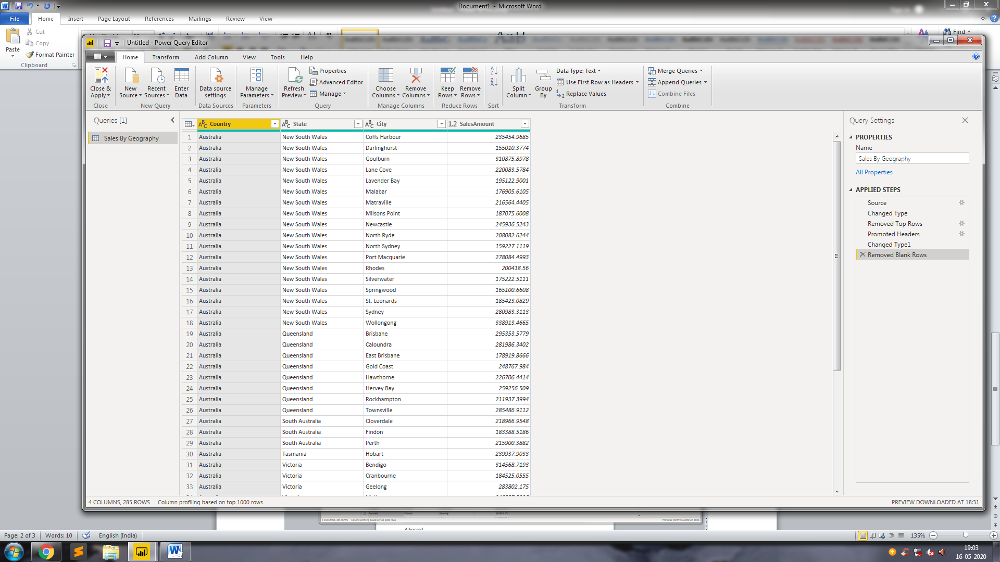 Document1 - Microsoft Word
File Home Insert Page Layout References Mailings Review View
Paste
Cut
Copy
Format Painter
Clipboard
Find
Untitled - Power Query Editor
Home Transform Add Column View Tools Help
Close & Apply
New Source
Recent Sources
Enter Data
Data source settings
Manage Parameters
Refresh Preview
Properties
Advanced Editor
Manage
Choose Columns
Remove Columns
Keep Rows
Remove Rows
Split Column
Group By
Data Type: Text
Use First Row as Headers
Replace Values
Merge Queries
Append Queries
Combine Files
Close New Query Data Sources Parameters Query Manage Columns Reduce Rows Sort Transform Combine
Queries [1]
Sales By Geography
Country State City 1.2 SalesAmount
1 Australia New South Wales Coffs Harbour 235454.9685
2 Australia New South Wales Darlinghurst 155010.3774
3 Australia New South Wales Goulburn 310875.8978
4 Australia New South Wales Lane Cove 220083.5784
5 Australia New South Wales Lavender Bay 195122.9001
6 Australia New South Wales Malabar 176905.6105
7 Australia New South Wales Matraville 216564.4405
8 Australia New South Wales Milsons Point 187075.6008
9 Australia New South Wales Newcastle 245936.5243
10 Australia New South Wales North Ryde 208082.6244
11 Australia New South Wales North Sydney 159227.1119
12 Australia New South Wales Port Macquarie 278084.4993
13 Australia New South Wales Rhodes 200418.56
14 Australia New South Wales Silverwater 175222.5111
15 Australia New South Wales Springwood 165100.6608
16 Australia New South Wales St. Leonards 185423.0829
17 Australia New South Wales Sydney 280983.3113
18 Australia New South Wales Wollongong 338913.4665
19 Australia Queensland Brisbane 295353.5779
20 Australia Queensland Caloundra 281986.3402
21 Australia Queensland East Brisbane 178919.8666
22 Australia Queensland Gold Coast 248767.984
23 Australia Queensland Hawthorne 226706.4414
24 Australia Queensland Hervey Bay 259256.509
25 Australia Queensland Rockhampton 211937.3994
26 Australia Queensland Townsville 285486.9112
27 Australia South Australia Cloverdale 218966.9548
28 Australia South Australia Findon 183388.5186
29 Australia South Australia Perth 215900.3882
30 Australia Tasmania Hobart 239937.9033
31 Australia Victoria Bendigo 314568.7193
32 Australia Victoria Cranbourne 184525.0555
33 Australia Victoria Geelong 283802.175
Query Settings
PROPERTIES
Name
Sales By Geography
All Properties
APPLIED STEPS
Source
Changed Type
Removed Top Rows
Promoted Headers
Changed Type1
Removed Blank Rows
4 COLUMNS, 285 ROWS Column profiling based on top 1000 rows PREVIEW DOWNLOADED AT 18:31
Page: 2 of 3 Words: 10 English (India) 135%
19:03
16-05-2020